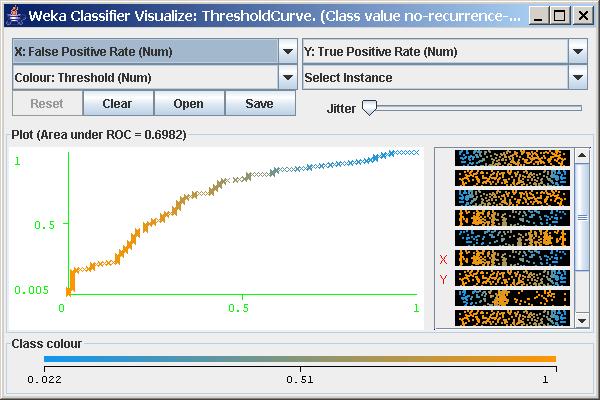 Weka Classifier Visualize: ThresholdCurve. (Class value no-recurrence-...
X: False Positive Rate (Num)
Y: True Positive Rate (Num)
Colour: Threshold (Num)
Select Instance
Reset
Clear
Open
Save
Jitter
Plot (Area under ROC = 0.6982)
1
0.5
0.005
0
0.5
1
X
Y
Class colour
0.022
0.51
1